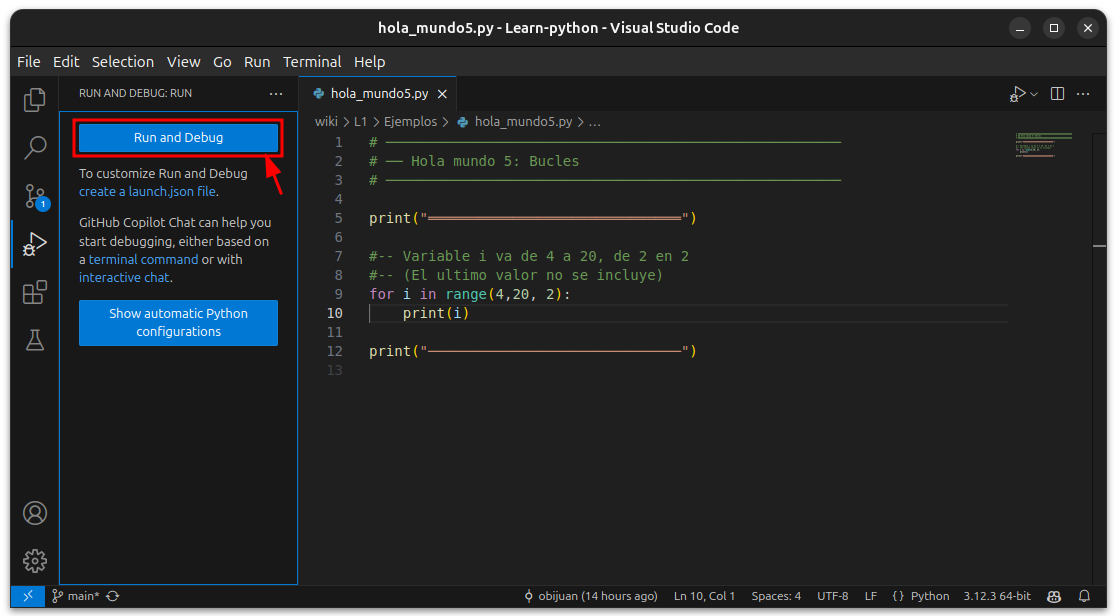 hola_mundo5.py - Learn-python - Visual Studio Code
File Edit Selection View Go Run Terminal Help
RUN AND DEBUG: RUN ...
Run and Debug
To customize Run and Debug
create a launch.json file.
GitHub Copilot Chat can help you
start debugging, either based on
a terminal command or with
interactive chat.
Show automatic Python
configurations
1
hola_mundo5.py
wiki > L1 > Ejemplos > hola_mundo5.py > ...
1 # ──────────────────────────────
2 # ── Hola mundo 5: Bucles
3 # ──────────────────────────────
4
5 print("══════════════════════════════")
6
7 #-- Variable i va de 4 a 20, de 2 en 2
8 #-- (El ultimo valor no se incluye)
9 for i in range(4,20, 2):
10     print(i)
11
12 print("──────────────────────────────")
13
main* obijuan (14 hours ago) Ln 10, Col 1 Spaces: 4 UTF-8 LF {} Python 3.12.3 64-bit